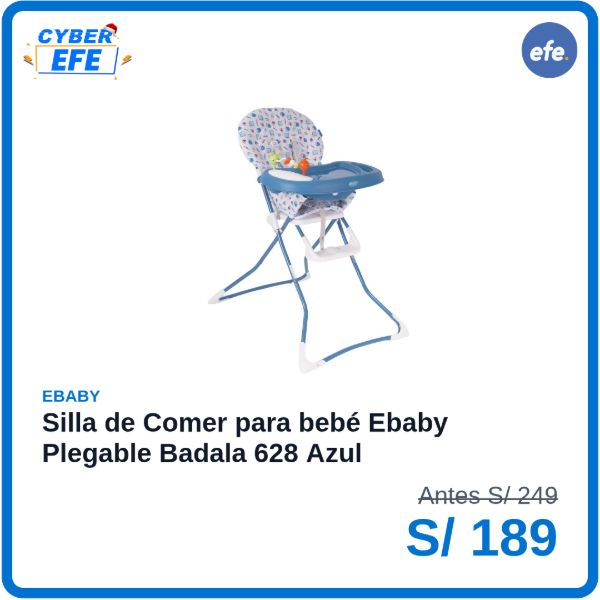 CYBER
EFE
efe.
EBABY
Silla de Comer para bebé Ebaby
Plegable Badala 628 Azul
Antes S/ 249
S/ 189